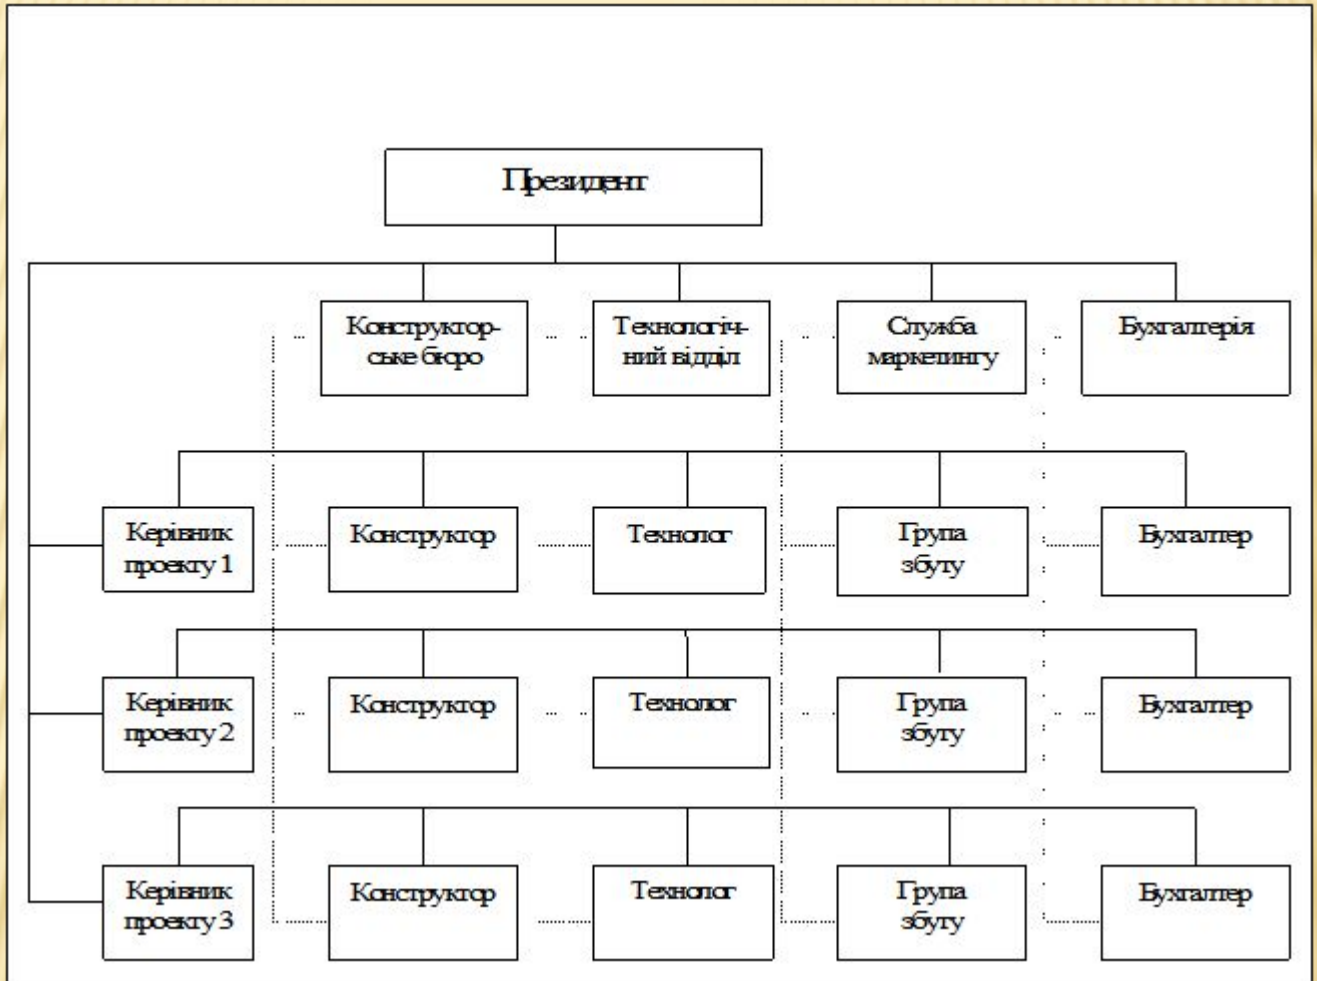 Президент
Конструктор-
ське бюро
Технологіч-
ний відділ
Служба
маркетингу
Бухгалтерія
Керівник
проекту 1
Конструктор
Технолог
Група
збуту
Бухгалтер
Керівник
проекту 2
Конструктор
Технолог
Група
збуту
Бухгалтер
Керівник
проекту 3
Конструктор
Технолог
Група
збуту
Бухгалтер